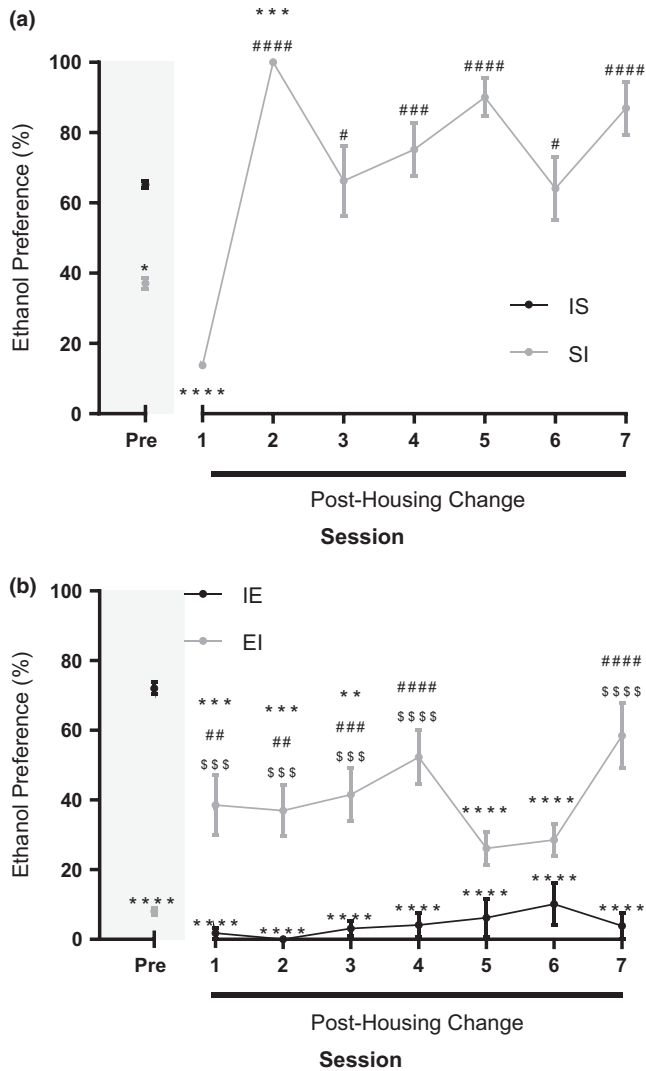 (a)
***
####
100
####
####
###
#
#
80
60
40
20
0
*
****
IS
SI
Ethanol Preference (%)
Pre 1 2 3 4 5 6 7
Post-Housing Change
Session
(b)
100
80
60
40
20
0
IE
EI
Ethanol Preference (%)
*** *** ** #### ####
## ## ### $$$$ $$$$
$$$ $$$ $$$
**** ****
****
**** **** **** **** **** **** ****
Pre 1 2 3 4 5 6 7
Post-Housing Change
Session